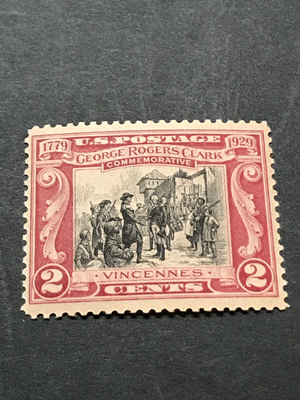 U.S. POSTAGE
1779 GEORGE ROGERS CLARK 1929
COMMEMORATIVE
VINCENNES
2 CENTS 2